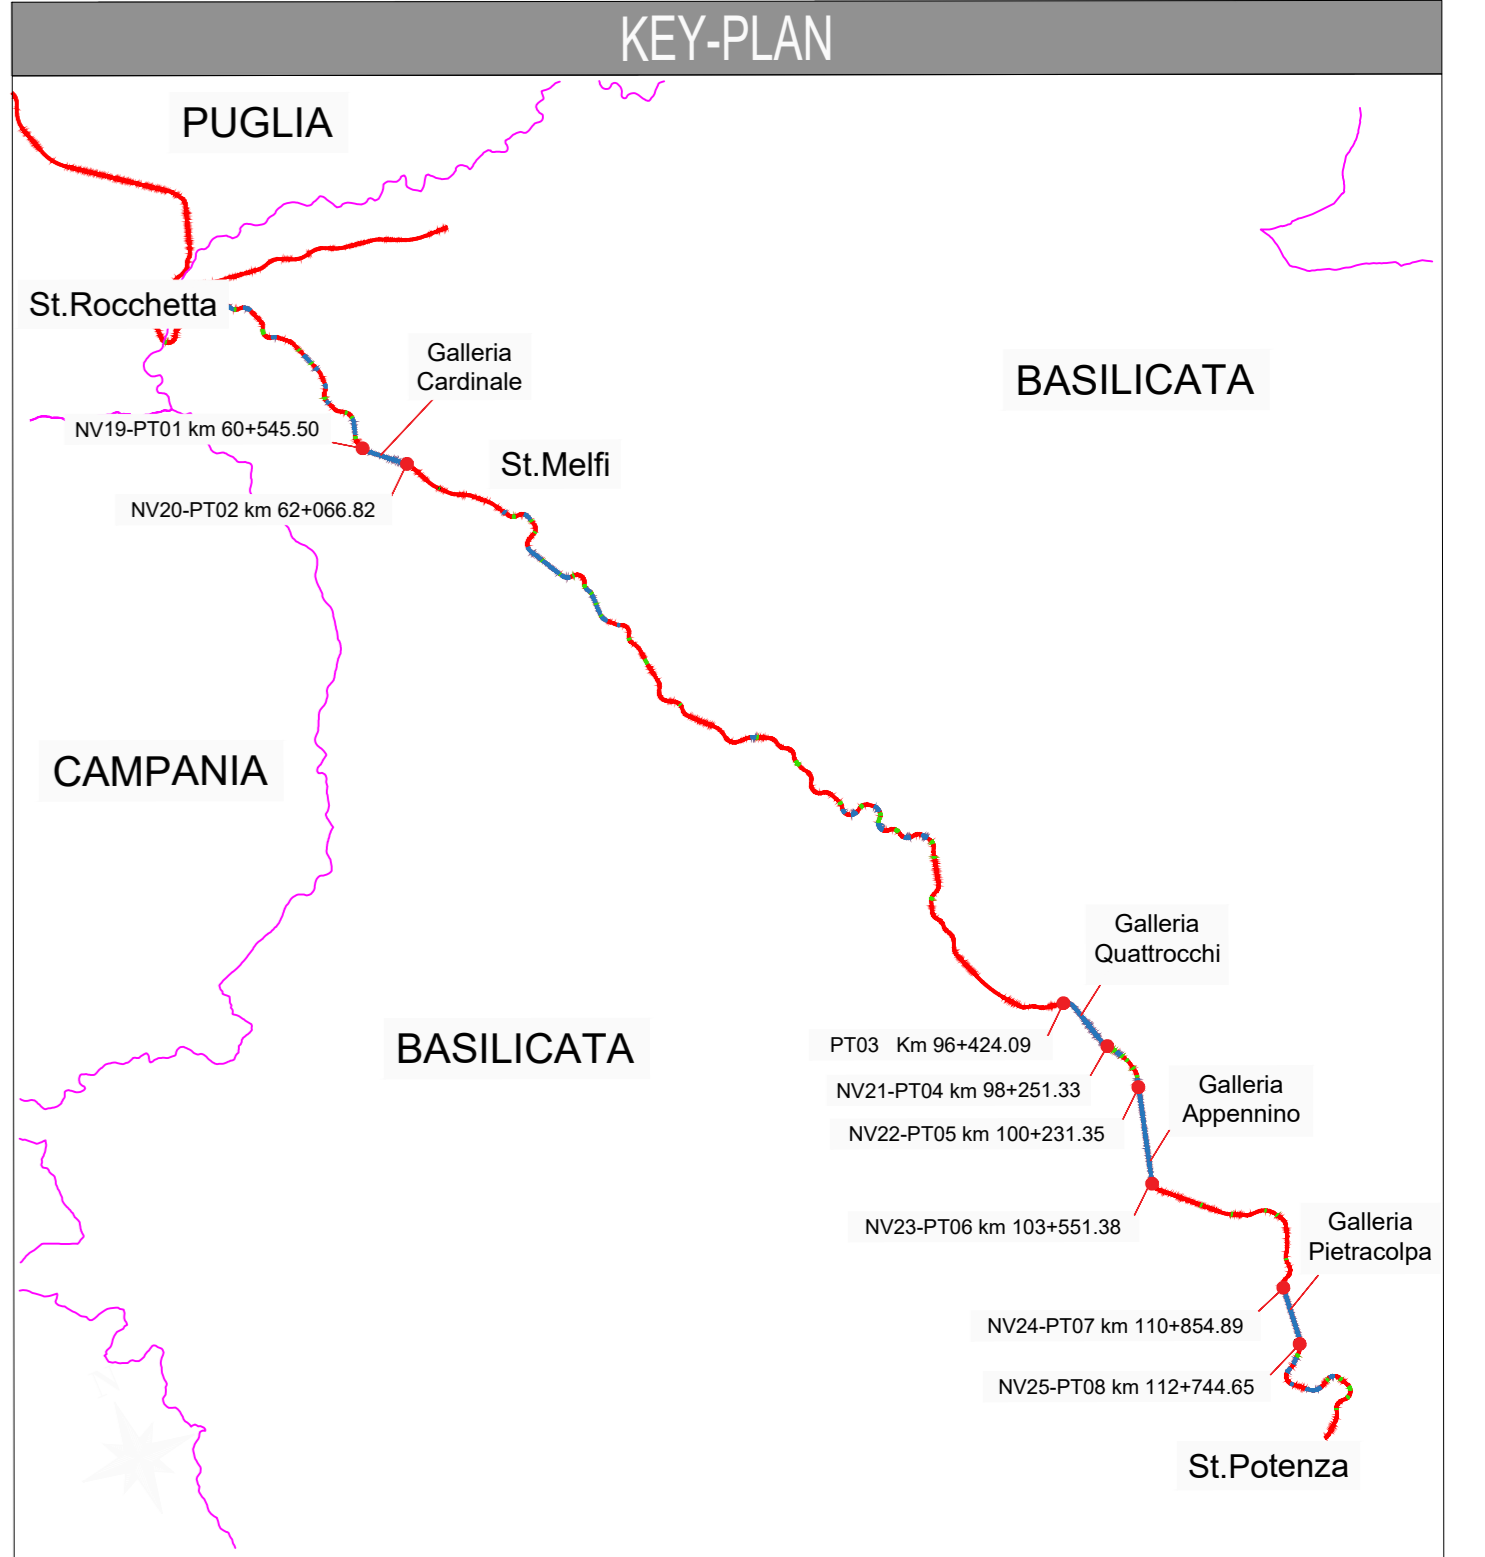 KEY-PLAN
PUGLIA
St.Rocchetta
Galleria
Cardinale
BASILICATA
NV19-PT01 km 60+545.50
St.Melfi
NV20-PT02 km 62+066.82
CAMPANIA
Galleria
Quattrocchi
BASILICATA
PT03 Km 96+424.09
NV21-PT04 km 98+251.33
Galleria
Appennino
NV22-PT05 km 100+231.35
NV23-PT06 km 103+551.38
Galleria
Pietracolpa
NV24-PT07 km 110+854.89
NV25-PT08 km 112+744.65
St.Potenza